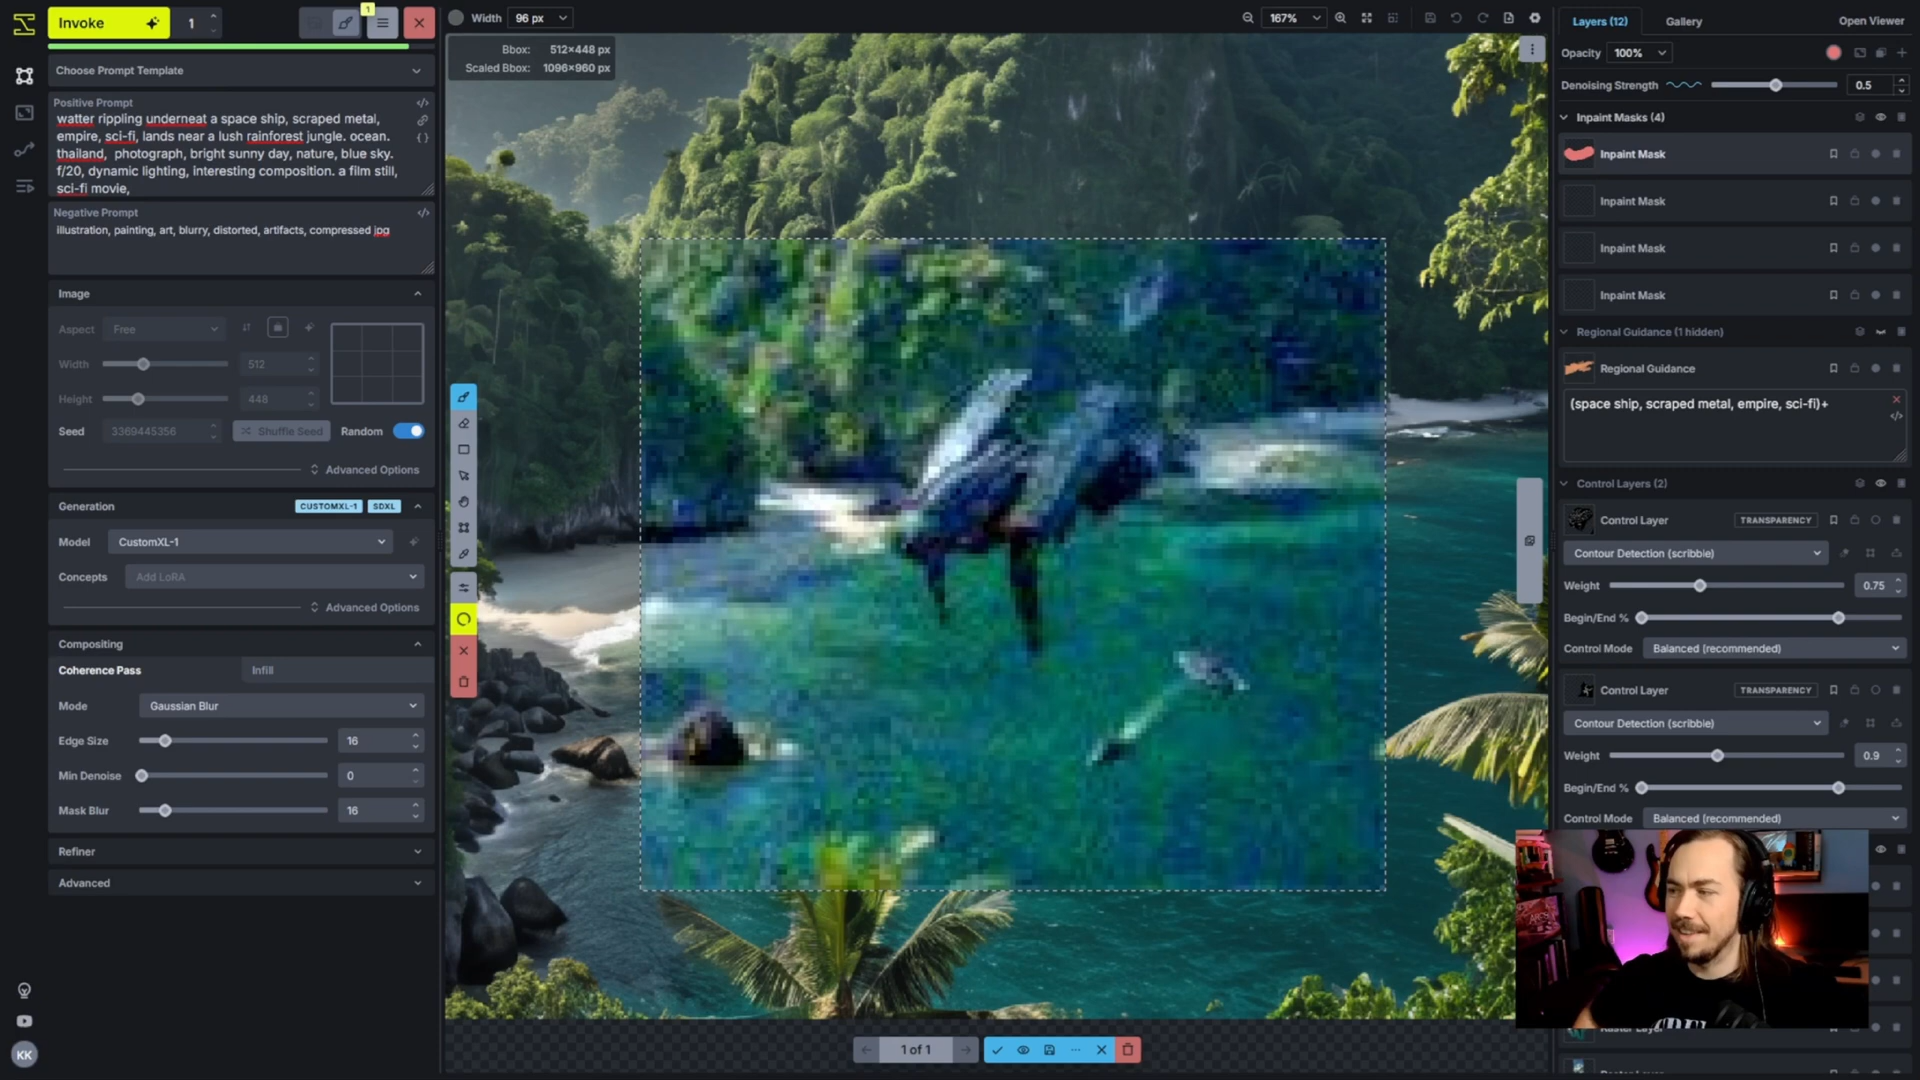 Invoke
1
1
Choose Prompt Template
Positive Prompt
watter rippling underneat a space ship, scraped metal,
empire, sci-fi, lands near a lush rainforest jungle. ocean.
thailand,  photograph, bright sunny day, nature, blue sky.
f/20, dynamic lighting, interesting composition. a film still,
sci-fi movie,
Negative Prompt
illustration, painting, art, blurry, distorted, artifacts, compressed jpg
Image
Aspect Free
Width 512
Height 448
Seed 3369445356 Shuffle Seed Random
Advanced Options
Generation CUSTOMXL-1 SDXL
Model CustomXL-1
Concepts Add LoRA
Advanced Options
Compositing
Coherence Pass Infill
Mode Gaussian Blur
Edge Size 16
Min Denoise 0
Mask Blur 16
Refiner
Advanced
KK
Width 96 px
167%
Bbox: 512×448 px
Scaled Bbox: 1096×960 px
1 of 1
Layers (12) Gallery Open Viewer
Opacity 100%
Denoising Strength 0.5
Inpaint Masks (4)
Inpaint Mask
Inpaint Mask
Inpaint Mask
Inpaint Mask
Regional Guidance (1 hidden)
Regional Guidance
(space ship, scraped metal, empire, sci-fi)+
Control Layers (2)
Control Layer TRANSPARENCY
Contour Detection (scribble)
Weight 0.75
Begin/End %
Control Mode Balanced (recommended)
Control Layer TRANSPARENCY
Contour Detection (scribble)
Weight 0.9
Begin/End %
Control Mode Balanced (recommended)